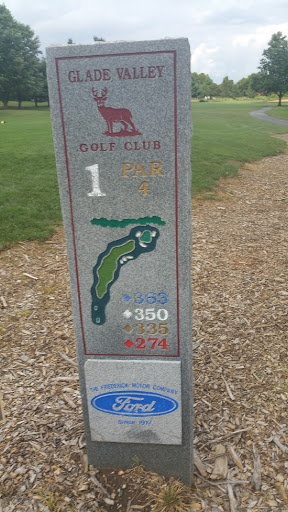 GLADE VALLEY
GOLF CLUB
1 PAR
4
363
350
335
274
THE FREDERICK MOTOR COMPANY
Ford
Since 1917